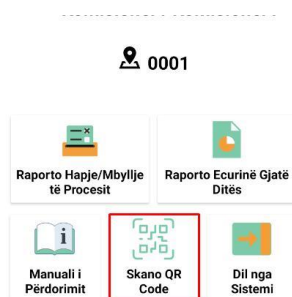 0001
Raporto Hapje/Mbyllje
të Procesit
Raporto Ecurinë Gjatë
Ditës
Manuali i
Përdorimit
Skano QR
Code
Dil nga
Sistemi